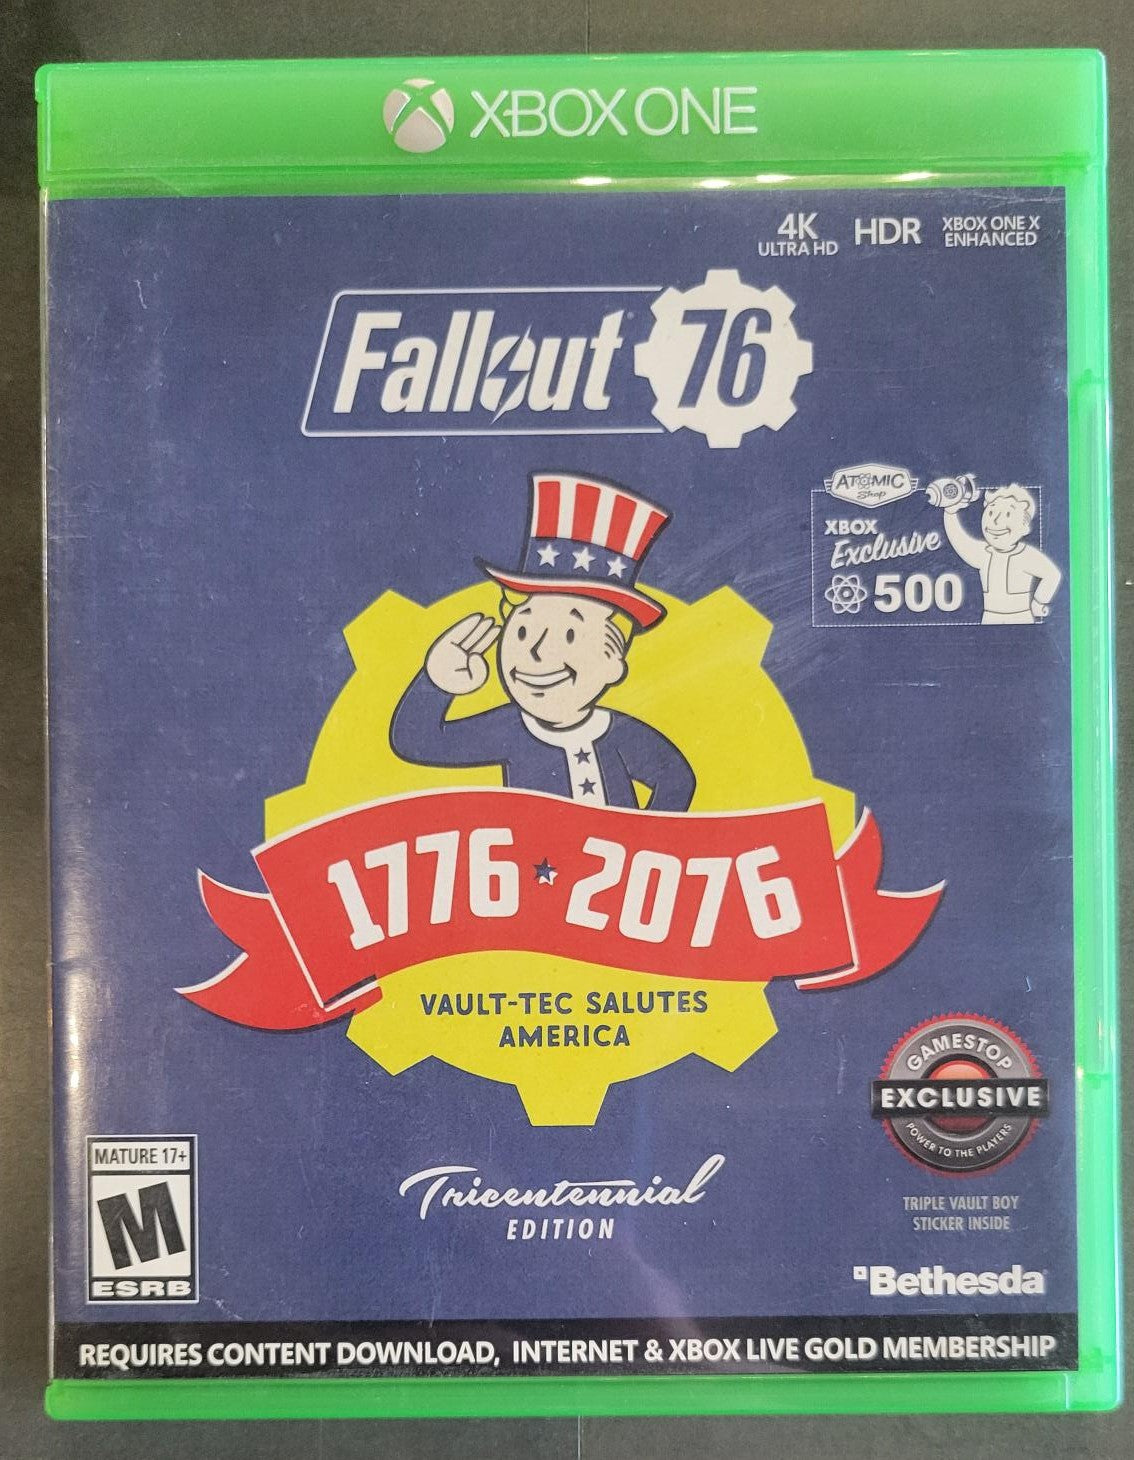 XBOX ONE
4K
ULTRA HD
HDR
XBOX ONE X
ENHANCED
Fallout 76
ATOMIC
Shop
XBOX
Exclusive
500
1776 ★ 2076
VAULT-TEC SALUTES
AMERICA
GAMESTOP
EXCLUSIVE
POWER TO THE PLAYERS
TRIPLE VAULT BOY
STICKER INSIDE
Tricentennial
EDITION
MATURE 17+
M
ESRB
Bethesda
REQUIRES CONTENT DOWNLOAD, INTERNET & XBOX LIVE GOLD MEMBERSHIP